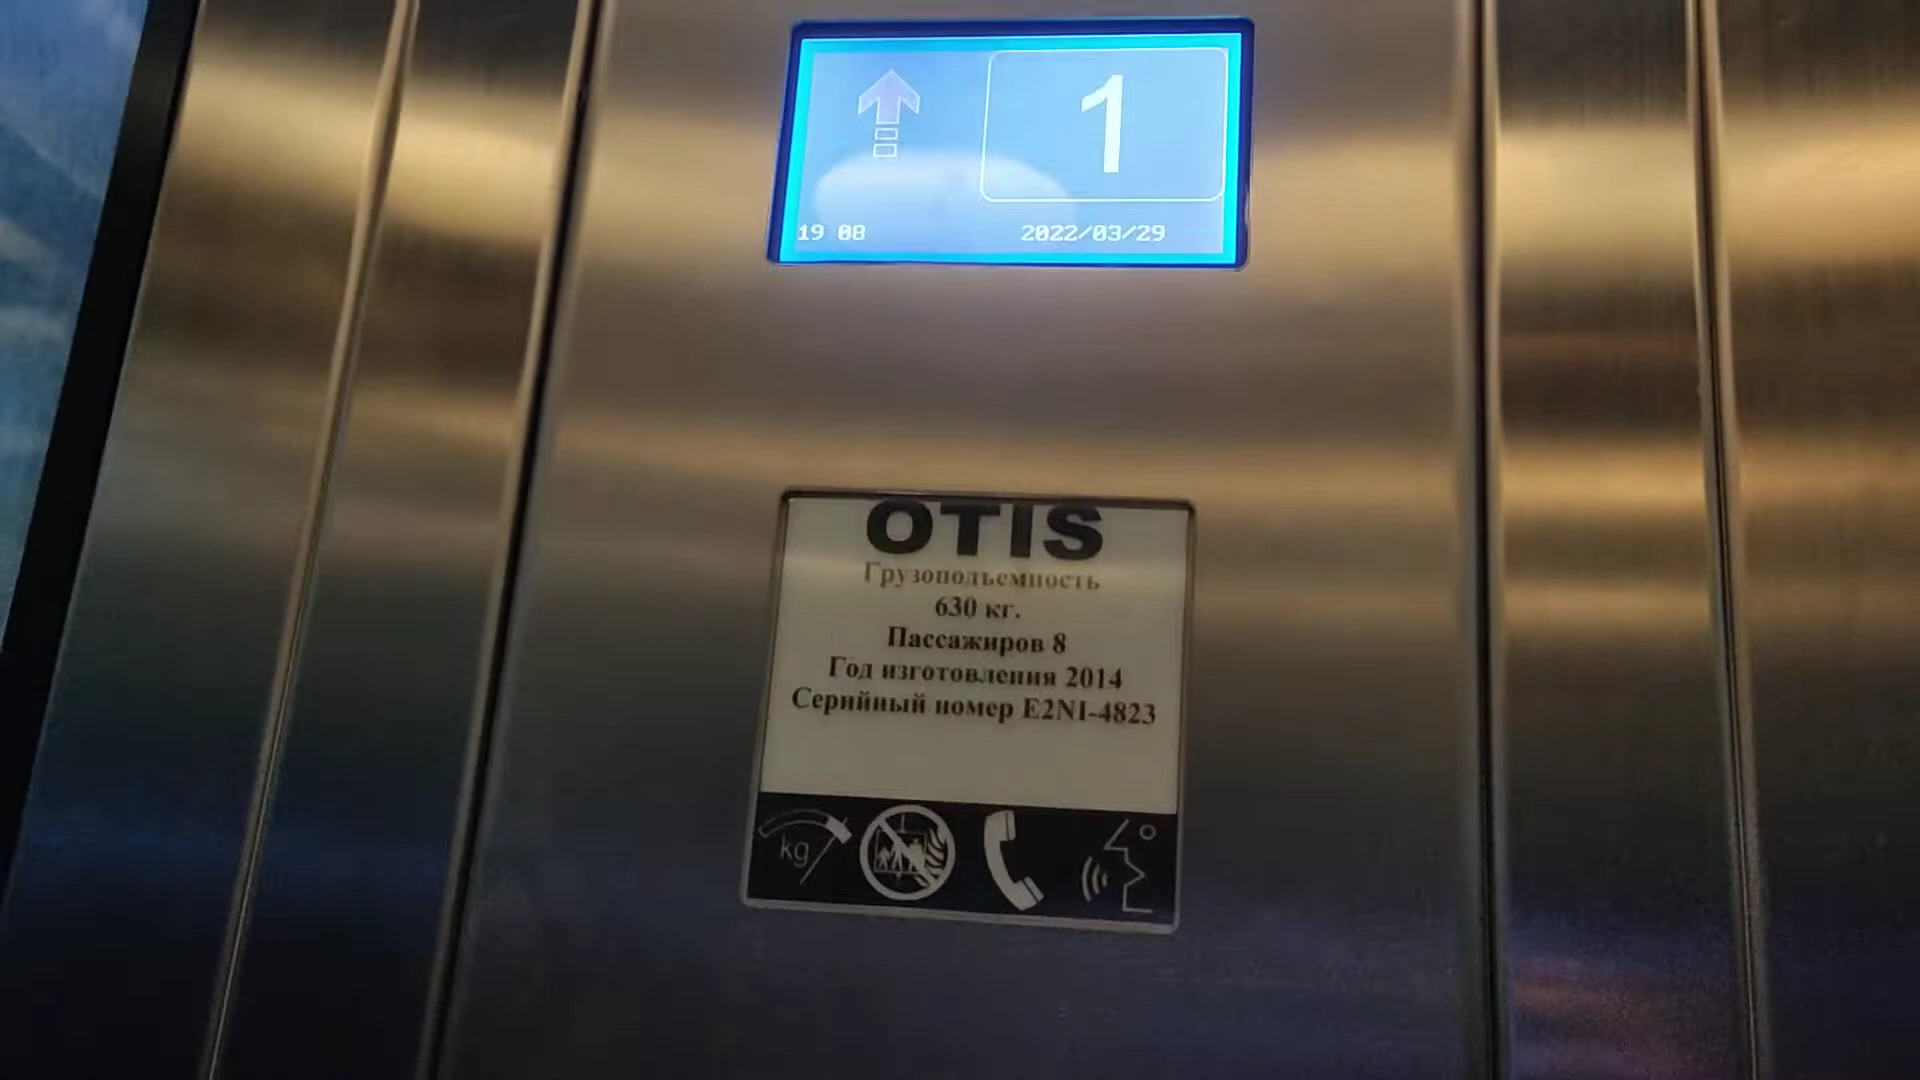 1
19 08 2022/03/29
OTIS
Грузоподъемность
630 кг.
Пассажиров 8
Год изготовления 2014
Серийный номер E2NI-4823
kg